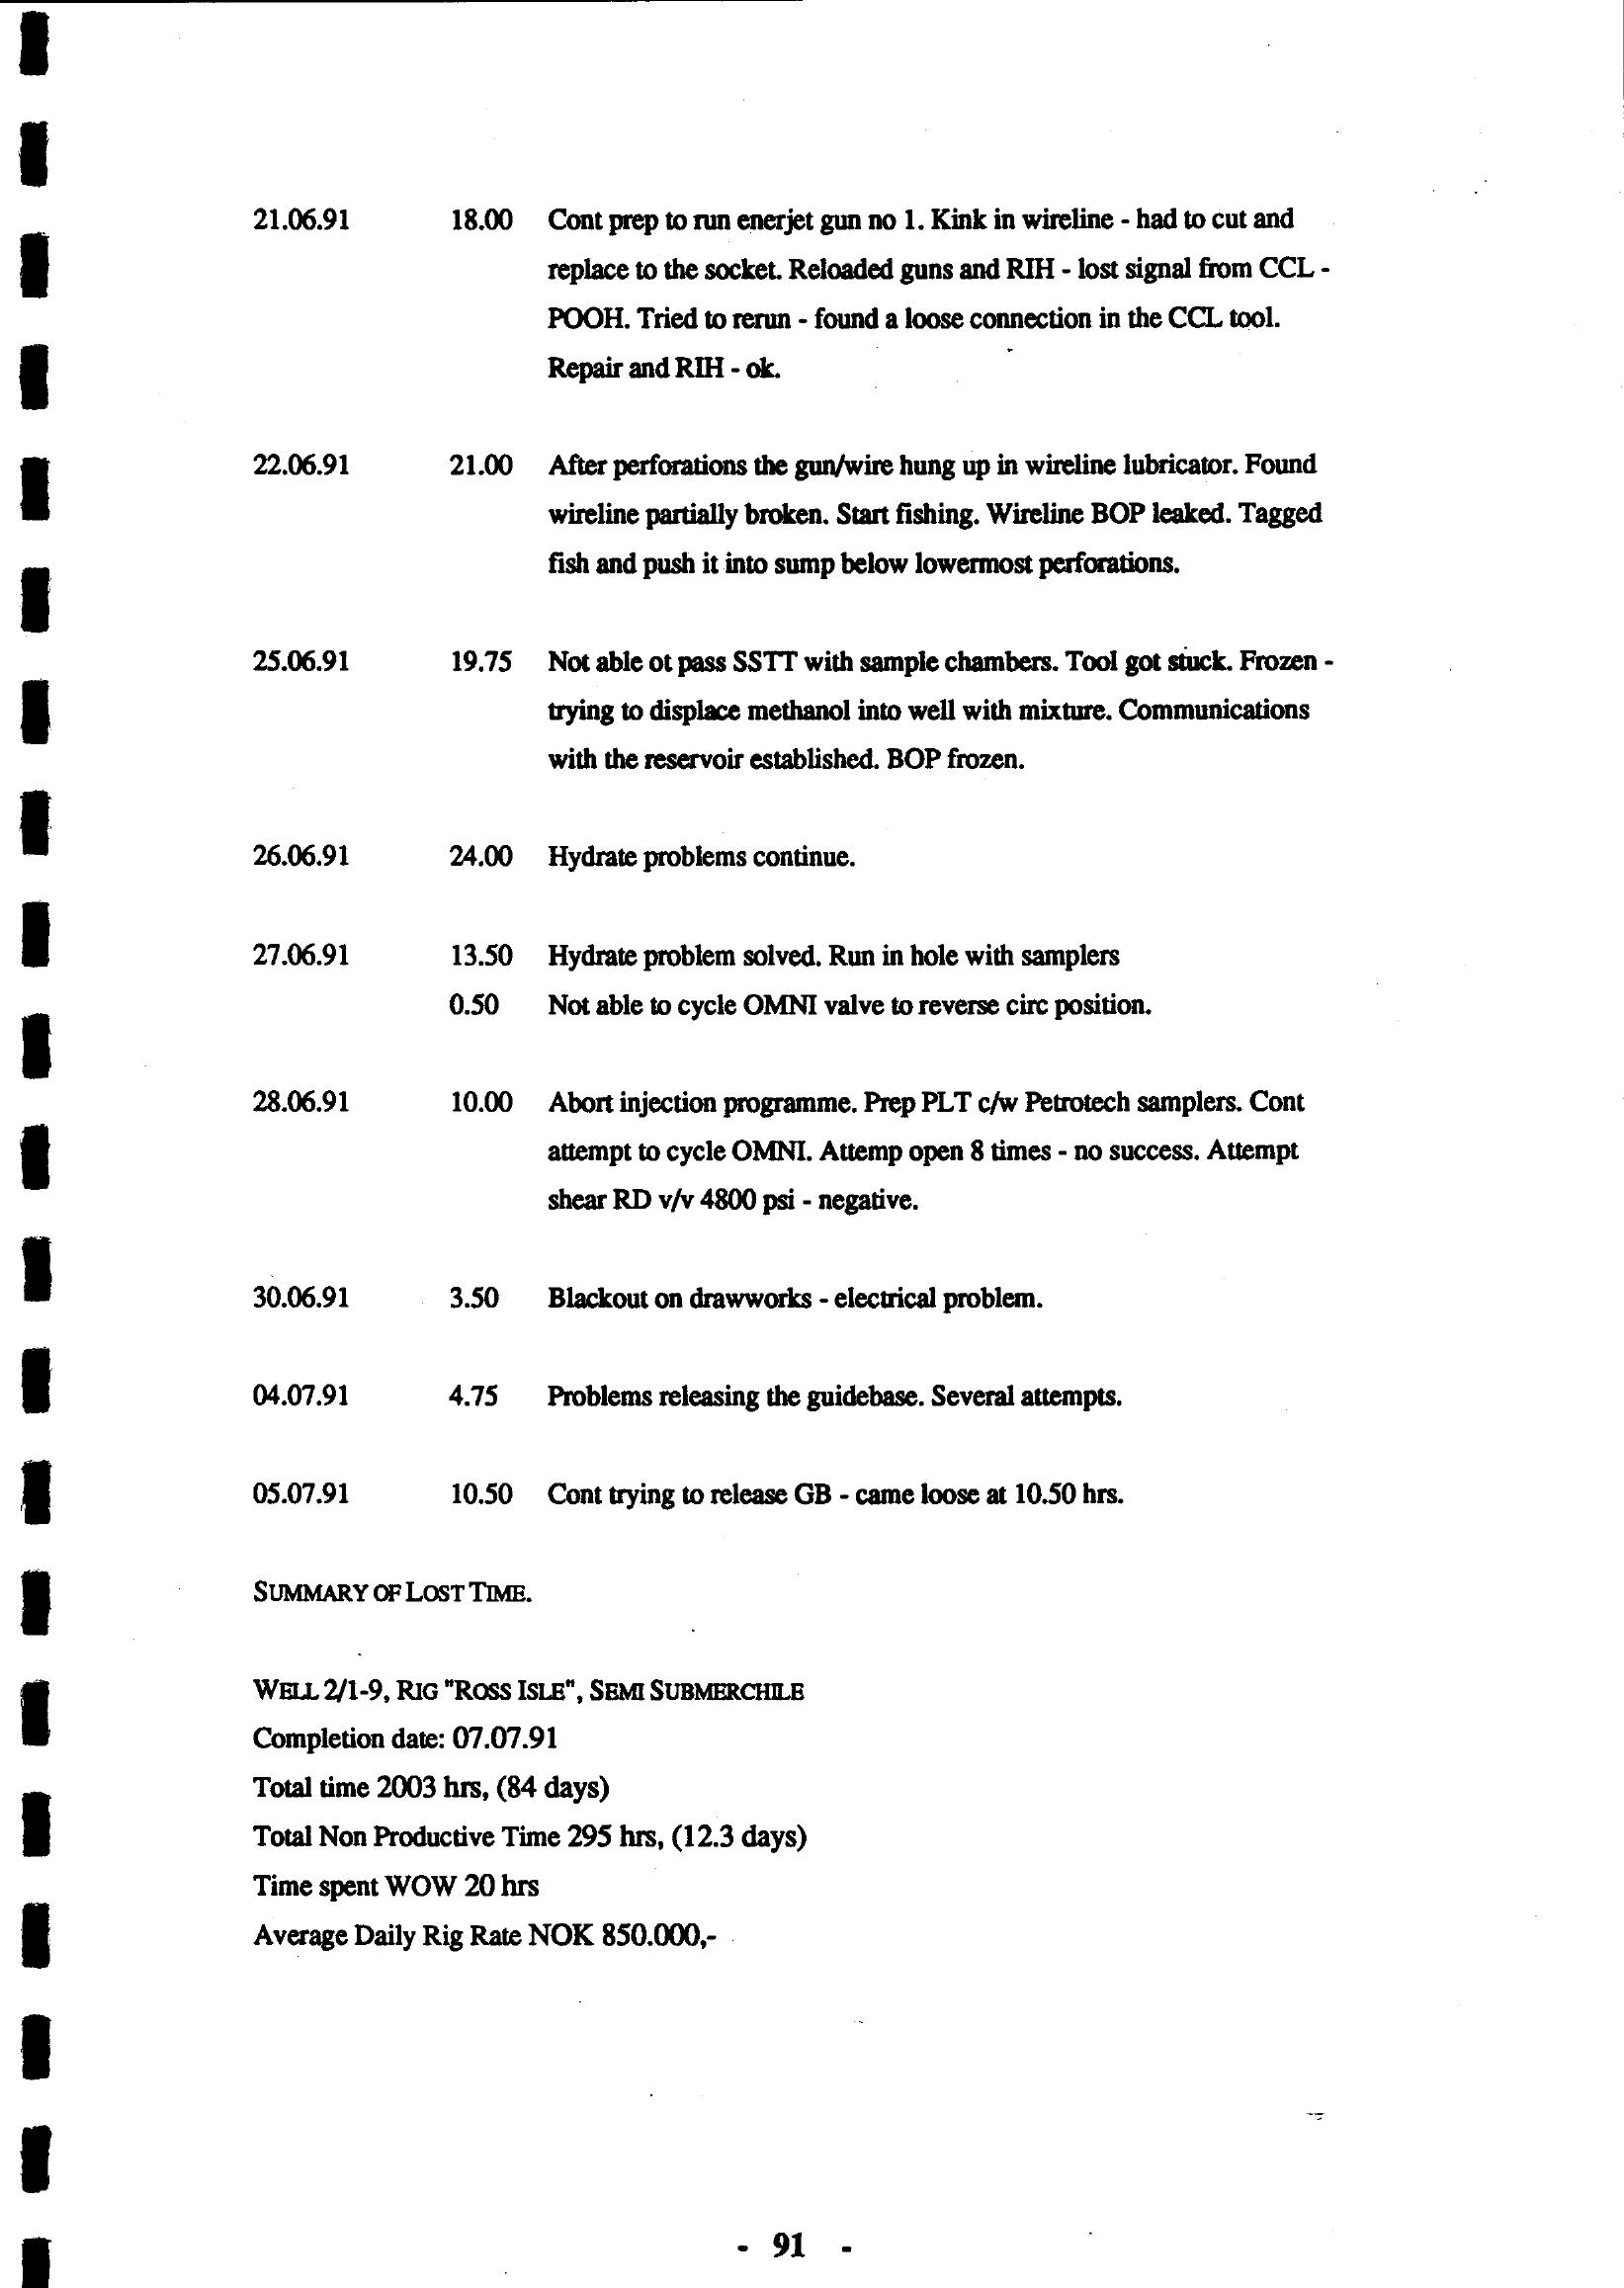 21.06.91 18.00 Cont prep to run enerjet gun no 1. Kink in wireline - had to cut and
replace to the socket. Reloaded guns and RIH - lost signal from CCL -
POOH. Tried to rerun - found a loose connection in the CCL tool.
Repair and RIH - ok.
22.06.91 21.00 After perforations the gun/wire hung up in wireline lubricator. Found
wireline partially broken. Start fishing. Wireline BOP leaked. Tagged
fish and push it into sump below lowermost perforations.
25.06.91 19.75 Not able ot pass SSTT with sample chambers. Tool got stuck. Frozen -
trying to displace methanol into well with mixture. Communications
with the reservoir established. BOP frozen.
26.06.91 24.00 Hydrate problems continue.
27.06.91 13.50 Hydrate problem solved. Run in hole with samplers
0.50 Not able to cycle OMNI valve to reverse circ position.
28.06.91 10.00 Abort injection programme. Prep PLT c/w Petrotech samplers. Cont
attempt to cycle OMNI. Attemp open 8 times - no success. Attempt
shear RD v/v 4800 psi - negative.
30.06.91 3.50 Blackout on drawworks - electrical problem.
04.07.91 4.75 Problems releasing the guidebase. Several attempts.
05.07.91 10.50 Cont trying to release GB - came loose at 10.50 hrs.
SUMMARY OF LOST TIME.
WELL 2/1-9, RIG "ROSS ISLE", SEMI SUBMERCHILE
Completion date: 07.07.91
Total time 2003 hrs, (84 days)
Total Non Productive Time 295 hrs, (12.3 days)
Time spent WOW 20 hrs
Average Daily Rig Rate NOK 850.000,-
- 91 -